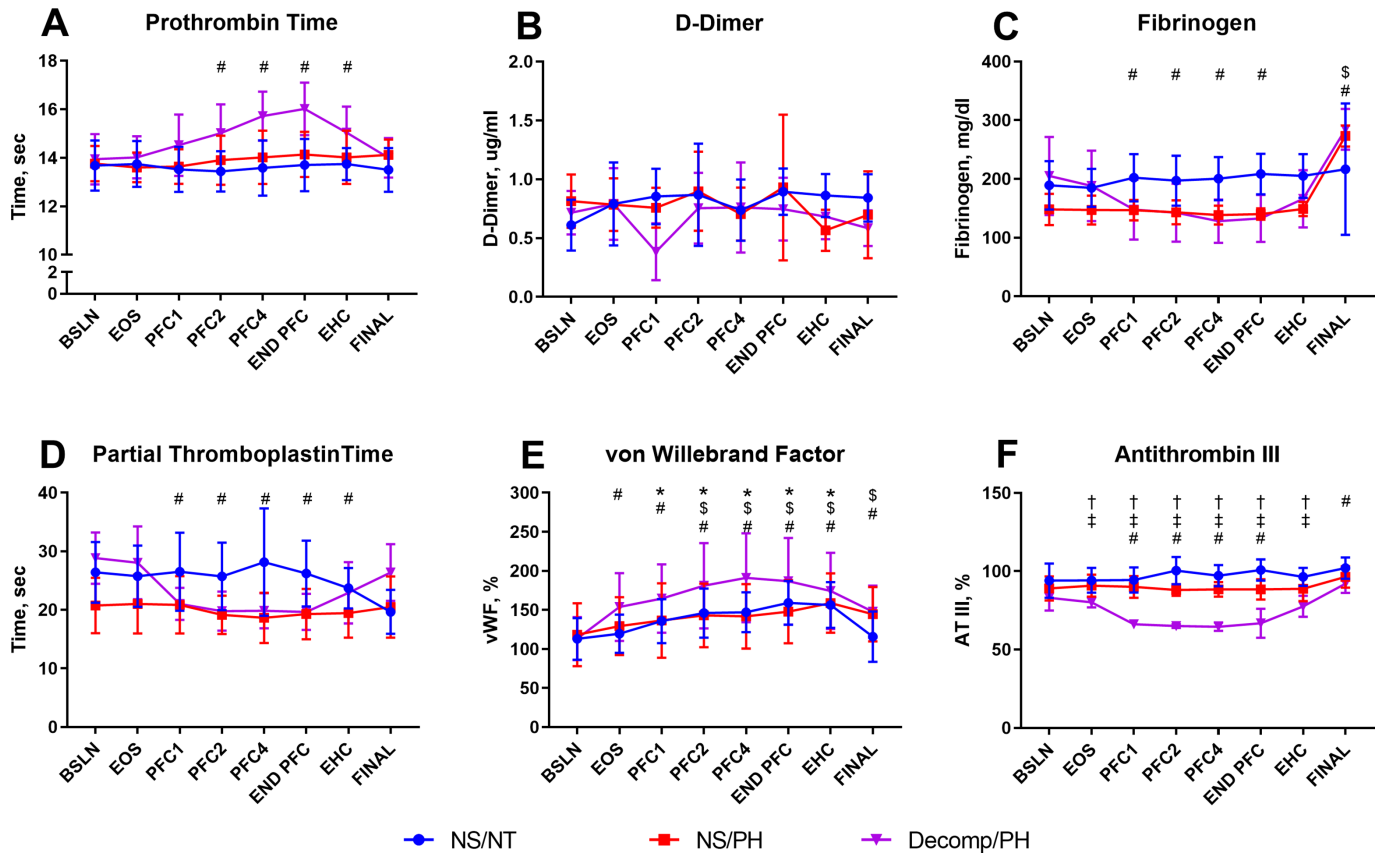 A Prothrombin Time
Time, sec
16
18
14
12
10
2
0
# # # #
BSLN EOS PFC1 PFC2 PFC4 END PFC EHC FINAL
B D-Dimer
D-Dimer, ug/ml
2.0
1.5
1.0
0.5
0.0
BSLN EOS PFC1 PFC2 PFC4 END PFC EHC FINAL
C Fibrinogen
Fibrinogen, mg/dl
400
300
200
100
0
$
# # # # #
BSLN EOS PFC1 PFC2 PFC4 END PFC EHC FINAL
D Partial ThromboplastinTime
Time, sec
40
30
20
10
0
# # # # #
BSLN EOS PFC1 PFC2 PFC4 END PFC EHC FINAL
E von Willebrand Factor
vWF, %
300
250
200
150
100
50
0
# * * * * * $
# $ $ $ $ #
# # # #
BSLN EOS PFC1 PFC2 PFC4 END PFC EHC FINAL
F Antithrombin III
AT III, %
150
100
50
0
† † † † † † #
‡ ‡ ‡ ‡ ‡ ‡
# # # #
BSLN EOS PFC1 PFC2 PFC4 END PFC EHC FINAL
NS/NT NS/PH Decomp/PH